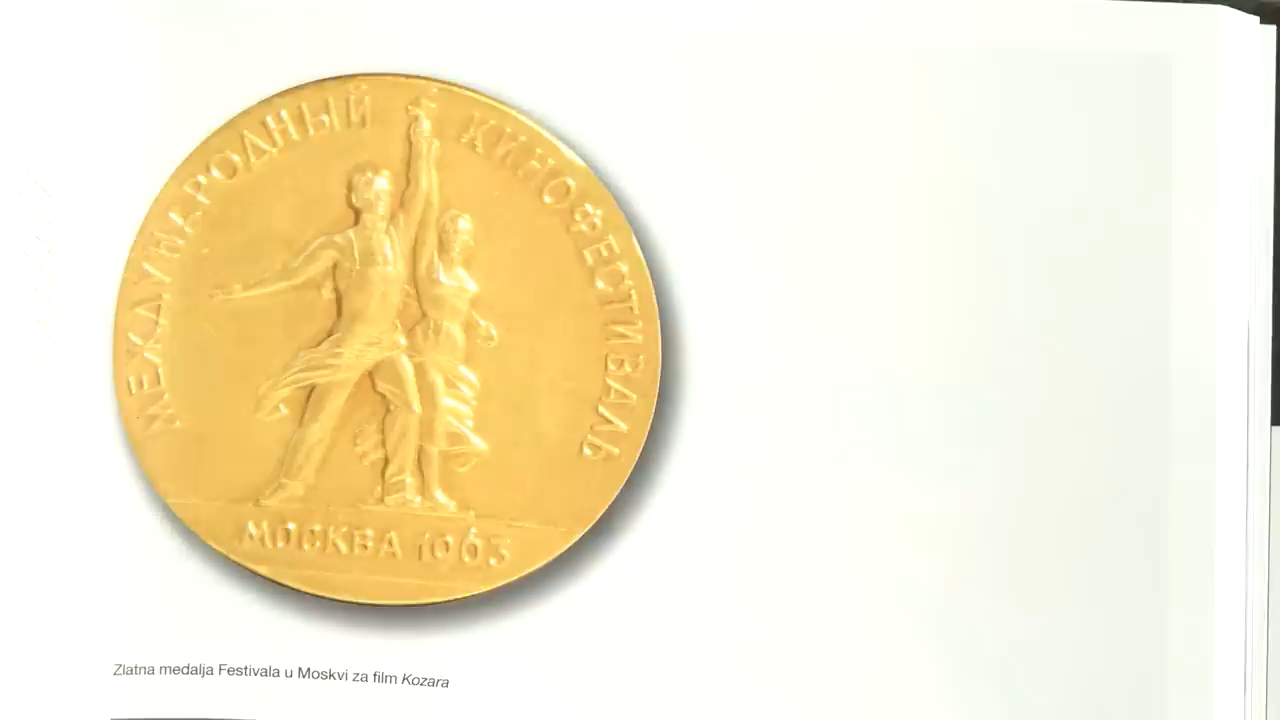 МЕЖДУНАРОДНЫЙ КИНОФЕСТИВАЛЬ
МОСКВА 1963
Zlatna medalja Festivala u Moskvi za film Kozara